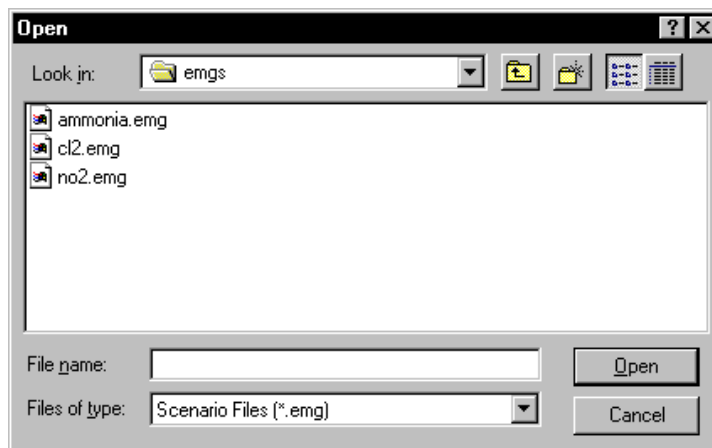 Open
Look in: emgs
ammonia.emg
cl2.emg
no2.emg
File name: Open
Files of type: Scenario Files (*.emg) Cancel